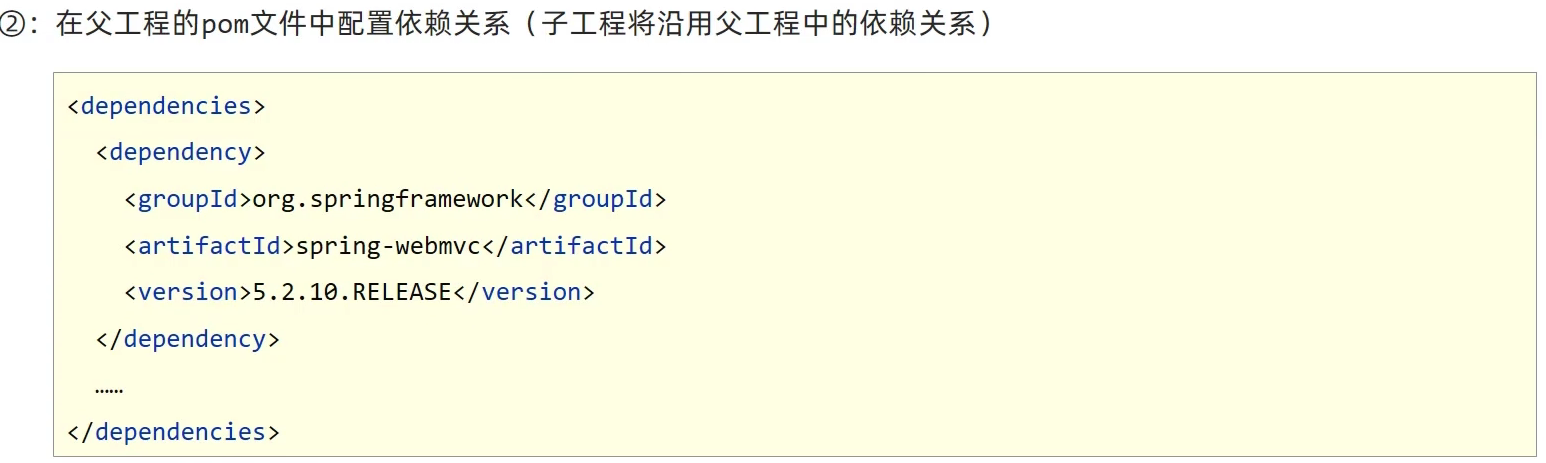 ②：在父工程的pom文件中配置依赖关系（子工程将沿用父工程中的依赖关系）
<dependencies>
  <dependency>
    <groupId>org.springframework</groupId>
    <artifactId>spring-webmvc</artifactId>
    <version>5.2.10.RELEASE</version>
  </dependency>
  ……
</dependencies>